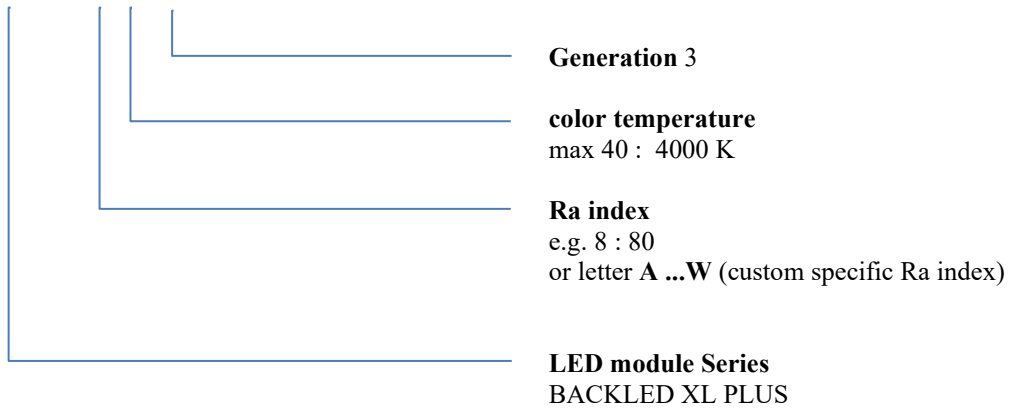 Generation 3
color temperature
max 40 : 4000 K
Ra index
e.g. 8 : 80
or letter A ...W (custom specific Ra index)
LED module Series
BACKLED XL PLUS